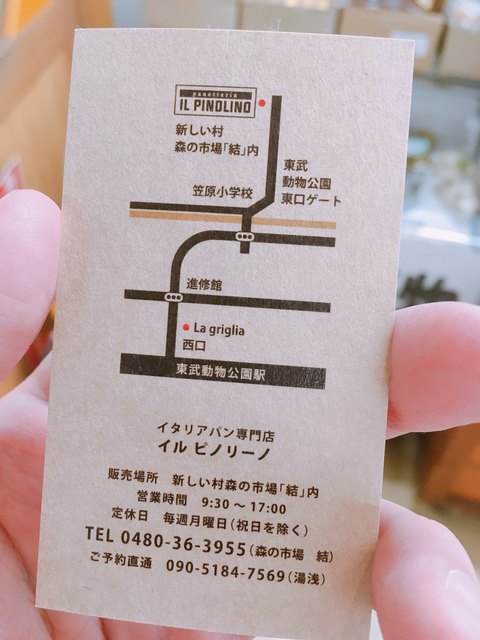 panetteria
IL PINOLINO
新しい村
森の市場「結」内
東武
動物公園
東口ゲート
笠原小学校
進修館
La griglia
西口
東武動物公園駅
イタリアパン専門店
イル ピノリーノ
販売場所　新しい村森の市場「結」内
営業時間　9:30 ～ 17:00
定休日　毎週月曜日(祝日を除く)
TEL 0480-36-3955(森の市場　結)
ご予約直通　090-5184-7569(湯浅)